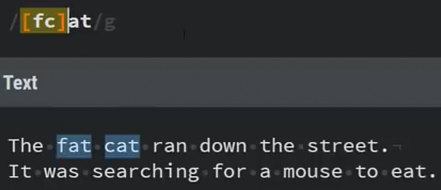 /[fc]at/g
Text
The fat cat ran down the street.
It was searching for a mouse to eat.